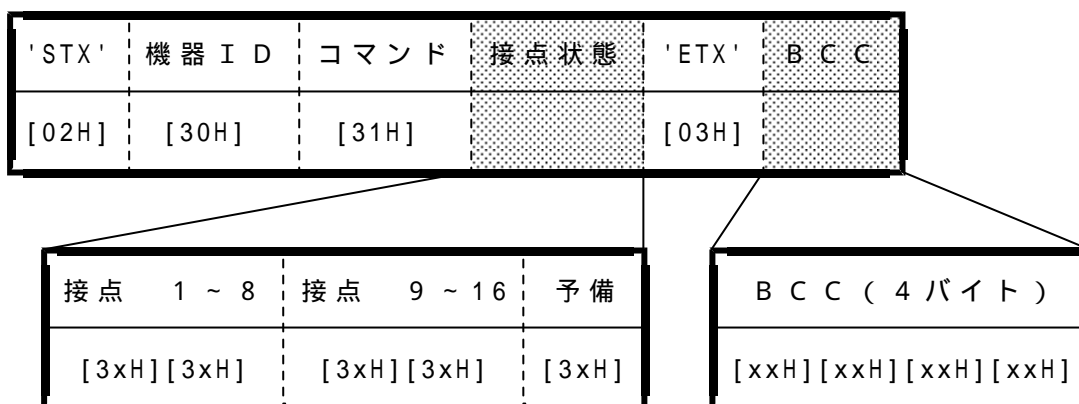 'STX' 機器ID コマンド 接点状態 'ETX' BCC
[02H] [30H] [31H] [03H]
接点 1~8 接点 9~16 予備 BCC(4バイト)
[3xH][3xH] [3xH][3xH] [3xH] [xxH][xxH][xxH][xxH]